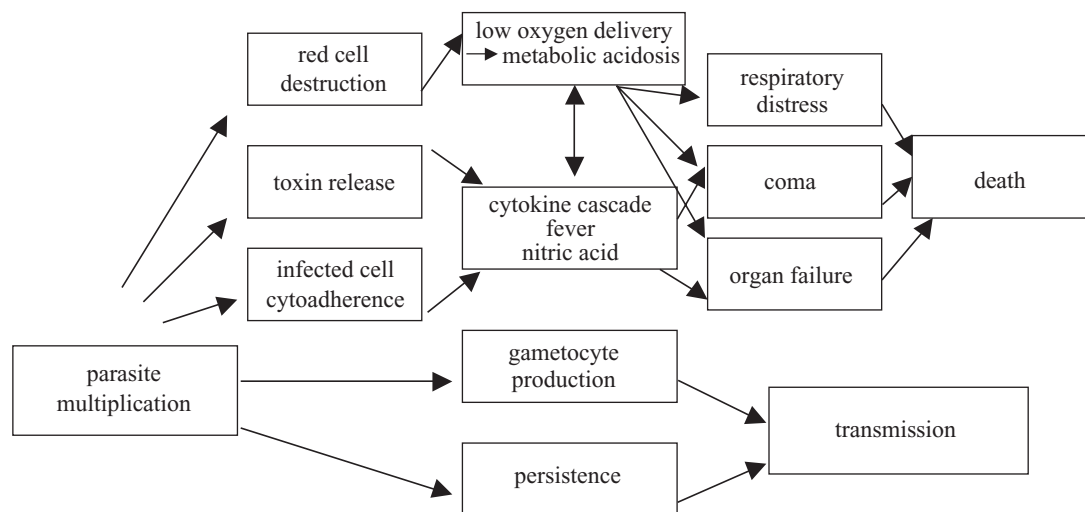 red cell
destruction
low oxygen delivery
metabolic acidosis
respiratory
distress
toxin release
coma
death
cytokine cascade
fever
nitric acid
infected cell
cytoadherence
organ failure
parasite
multiplication
gametocyte
production
transmission
persistence